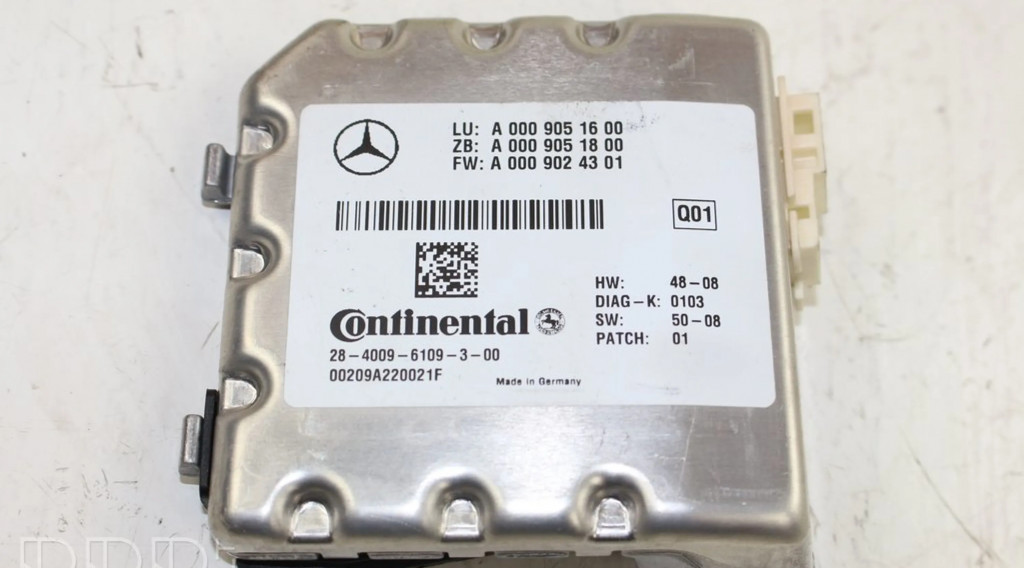 LU: A 000 905 16 00
ZB: A 000 905 18 00
FW: A 000 902 43 01
Q01
HW: 48-08
DIAG-K: 0103
SW: 50-08
PATCH: 01
Continental
28-4009-6109-3-00
00209A220021F
Made in Germany